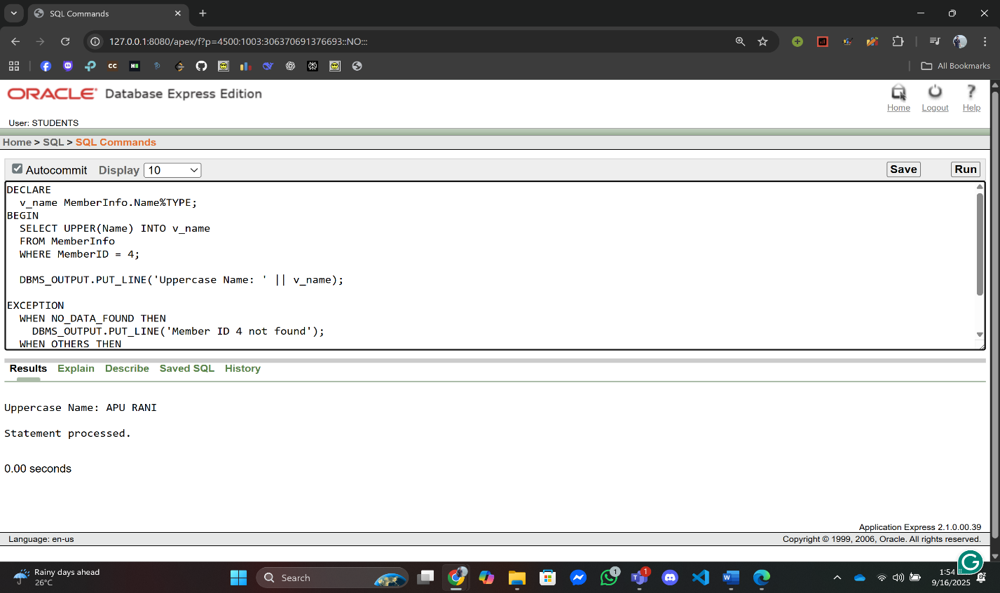 SQL Commands
127.0.0.1:8080/apex/f?p=4500:1003:306370691376693::NO:::
All Bookmarks
ORACLE Database Express Edition
Home Logout Help
User: STUDENTS
Home > SQL > SQL Commands
Autocommit Display 10 Save Run
DECLARE
v_name MemberInfo.Name%TYPE;
BEGIN
SELECT UPPER(Name) INTO v_name
FROM MemberInfo
WHERE MemberID = 4;
DBMS_OUTPUT.PUT_LINE('Uppercase Name: ' || v_name);
EXCEPTION
WHEN NO_DATA_FOUND THEN
DBMS_OUTPUT.PUT_LINE('Member ID 4 not found');
WHEN OTHERS THEN
Results Explain Describe Saved SQL History
Uppercase Name: APU RANI
Statement processed.
0.00 seconds
Application Express 2.1.0.00.39
Language: en-us Copyright © 1999, 2006, Oracle. All rights reserved.
Rainy days ahead
26°C
Search
1
1
1:54
9/16/2025